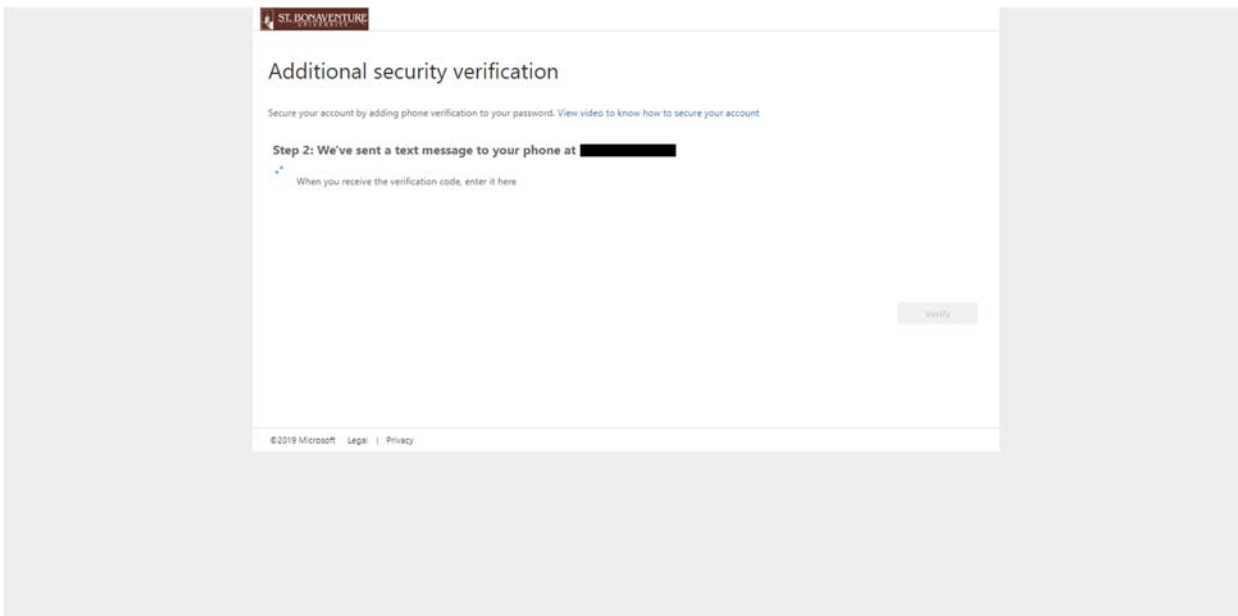 ST. BONAVENTURE
UNIVERSITY
Additional security verification
Secure your account by adding phone verification to your password. View video to know how to secure your account
Step 2: We've sent a text message to your phone at
When you receive the verification code, enter it here
Verify
©2019 Microsoft Legal | Privacy